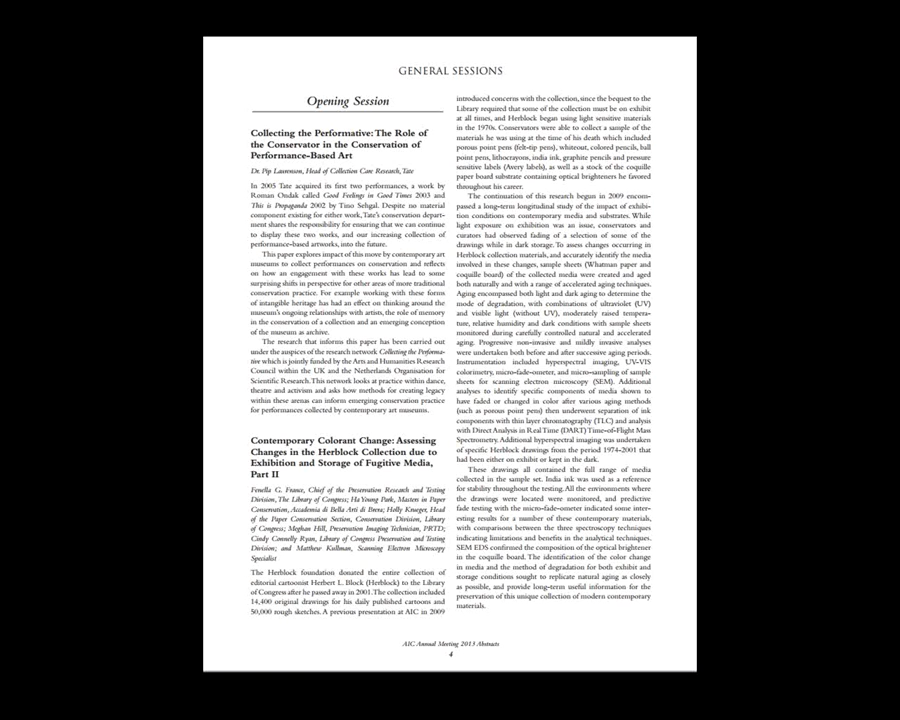 GENERAL SESSIONS
Opening Session
Collecting the Performative: The Role of
the Conservator in the Conservation of
Performance-Based Art
Dr. Pip Laurenson, Head of Collection Care Research, Tate
In 2005 Tate acquired its first two performances, a work by
Roman Ondak called Good Feelings in Good Times 2003 and
This is Propaganda 2002 by Tino Sehgal. Despite no material
component existing for either work, Tate's conservation depart-
ment shares the responsibility for ensuring that we can continue
to display these two works, and our increasing collection of
performance-based artworks, into the future.
This paper explores impact of this move by contemporary art
museums to collect performances on conservation and reflects
on how an engagement with these works has lead to some
surprising shifts in perspective for other areas of more traditional
conservation practice. For example working with these forms
of intangible heritage has had an effect on thinking around the
museum's ongoing relationships with artists, the role of memory
in the conservation of a collection and an emerging conception
of the museum as archive.
The research that informs this paper has been carried out
under the auspices of the research network Collecting the Performa-
tive which is jointly funded by the Arts and Humanities Research
Council within the UK and the Netherlands Organisation for
Scientific Research. This network looks at practice within dance,
theatre and activism and asks how methods for creating legacy
within these arenas can inform emerging conservation practice
for performances collected by contemporary art museums.
Contemporary Colorant Change: Assessing
Changes in the Herblock Collection due to
Exhibition and Storage of Fugitive Media,
Part II
Fenella G. France, Chief of the Preservation Research and Testing
Division, The Library of Congress; Ha Young Park, Masters in Paper
Conservation, Accademia di Bella Arti di Brera; Holly Krueger, Head
of the Paper Conservation Section, Conservation Division, Library
of Congress; Meghan Hill, Preservation Imaging Technician, PRTD;
Cindy Connelly Ryan, Library of Congress Preservation and Testing
Division; and Matthew Kullman, Scanning Electron Microscopy
Specialist
The Herblock foundation donated the entire collection of
editorial cartoonist Herbert L. Block (Herblock) to the Library
of Congress after he passed away in 2001. The collection included
14,400 original drawings for his daily published cartoons and
50,000 rough sketches. A previous presentation at AIC in 2009
introduced concerns with the collection, since the bequest to the
Library required that some of the collection must be on exhibit
at all times, and Herblock began using light sensitive materials
in the 1970s. Conservators were able to collect a sample of the
materials he was using at the time of his death which included
porous point pens (felt-tip pens), whiteout, colored pencils, ball
point pens, lithocrayons, india ink, graphite pencils and pressure
sensitive labels (Avery labels), as well as a stock of the coquille
paper board substrate containing optical brighteners he favored
throughout his career.
The continuation of this research begun in 2009 encom-
passed a long-term longitudinal study of the impact of exhibi-
tion conditions on contemporary media and substrates. While
light exposure on exhibition was an issue, conservators and
curators had observed fading of a selection of some of the
drawings while in dark storage. To assess changes occurring in
Herblock collection materials, and accurately identify the media
involved in these changes, sample sheets (Whatman paper and
coquille board) of the collected media were created and aged
both naturally and with a range of accelerated aging techniques.
Aging encompassed both light and dark aging to determine the
mode of degradation, with combinations of ultraviolet (UV)
and visible light (without UV), moderately raised tempera-
ture, relative humidity and dark conditions with sample sheets
monitored during carefully controlled natural and accelerated
aging. Progressive non-invasive and mildly invasive analyses
were undertaken both before and after successive aging periods.
Instrumentation included hyperspectral imaging, UV-VIS
colorimetry, micro-fade-ometer, and micro-sampling of sample
sheets for scanning electron microscopy (SEM). Additional
analyses to identify specific components of media shown to
have faded or changed in color after various aging methods
(such as porous point pens) then underwent separation of ink
components with thin layer chromatography (TLC) and analysis
with Direct Analysis in Real Time (DART) Time-of-Flight Mass
Spectrometry. Additional hyperspectral imaging was undertaken
of specific Herblock drawings from the period 1974-2001 that
had been either on exhibit or kept in the dark.
These drawings all contained the full range of media
collected in the sample set. India ink was used as a reference
for stability throughout the testing. All the environments where
the drawings were located were monitored, and predictive
fade testing with the micro-fade-ometer indicated some inter-
esting results for a number of these contemporary materials,
with comparisons between the three spectroscopy techniques
indicating limitations and benefits in the analytical techniques.
SEM EDS confirmed the composition of the optical brightener
in the coquille board. The identification of the color change
in media and the method of degradation for both exhibit and
storage conditions sought to replicate natural aging as closely
as possible, and provide long-term useful information for the
preservation of this unique collection of modern contemporary
materials.
AIC Annual Meeting 2013 Abstracts
4